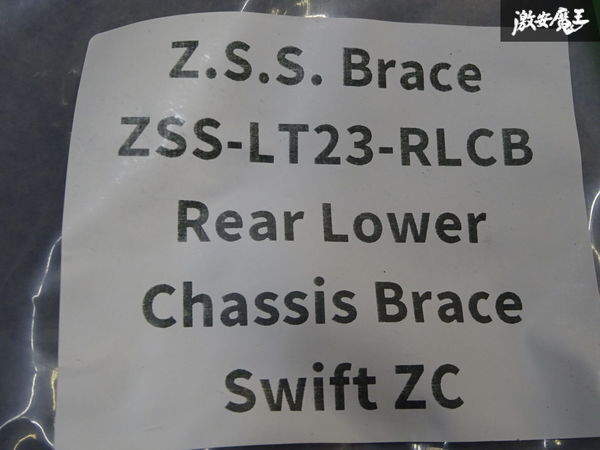 激安魔王
Z.S.S. Brace
ZSS-LT23-RLCB
Rear Lower
Chassis Brace
Swift ZC